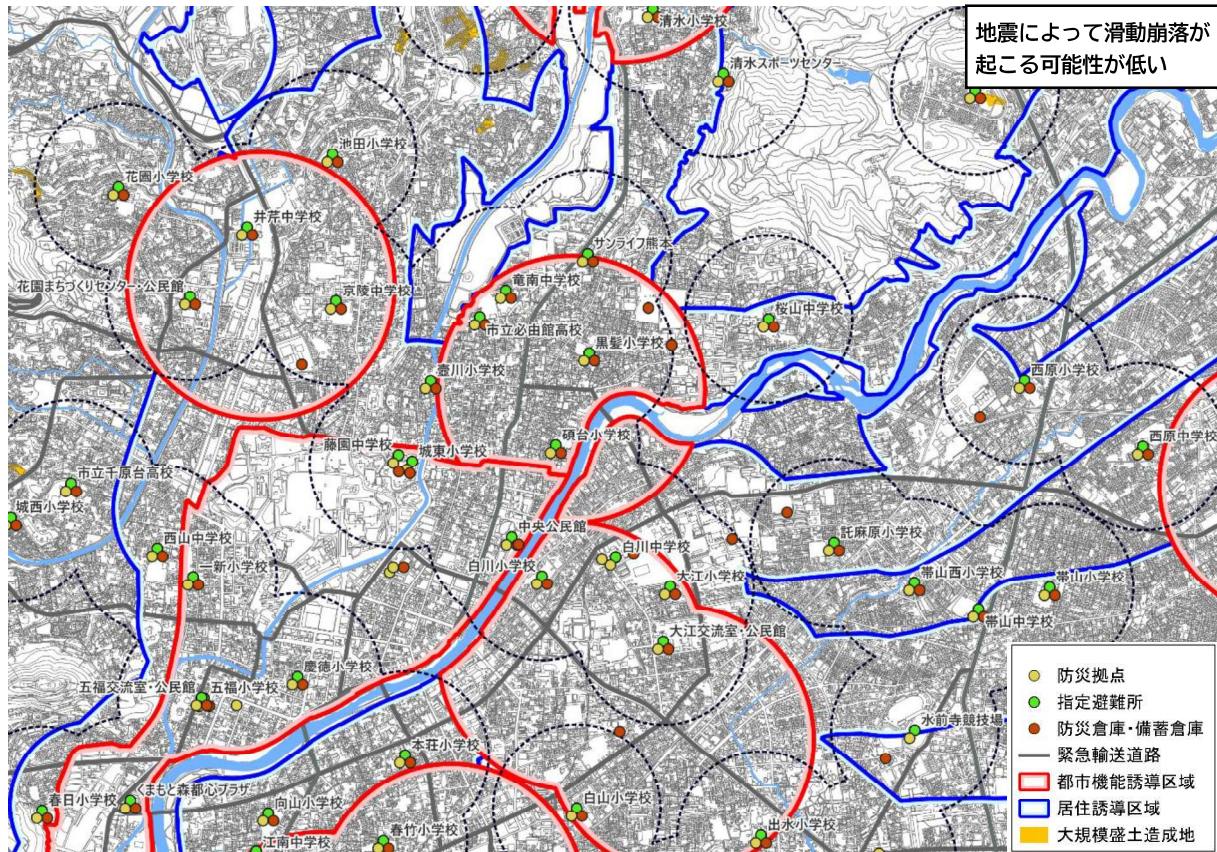 地震によって滑動崩落が
起こる可能性が低い
清水小学校
清水スポーツセンター
池田小学校
花園小学校
井芹中学校
サンライフ熊本
花園まちづくりセンター・公民館
京陵中学校
竜南中学校
市立必由館高校
桜山中学校
黒髪小学校
壺川小学校
西原小学校
碩台小学校
藤園中学校
城東小学校
西原中学校
市立千原台高校
城西小学校
中央公民館
託麻原小学校
西山中学校
白川中学校
一新小学校
白川小学校
大江小学校
帯山西小学校
帯山小学校
帯山中学校
大江交流室・公民館
慶徳小学校
五福交流室・公民館
五福小学校
水前寺競技場
本荘小学校
くまもと森都心プラザ
春日小学校
向山小学校
白山小学校
出水小学校
江南中学校
春竹小学校
防災拠点
指定避難所
防災倉庫・備蓄倉庫
緊急輸送道路
都市機能誘導区域
居住誘導区域
大規模盛土造成地